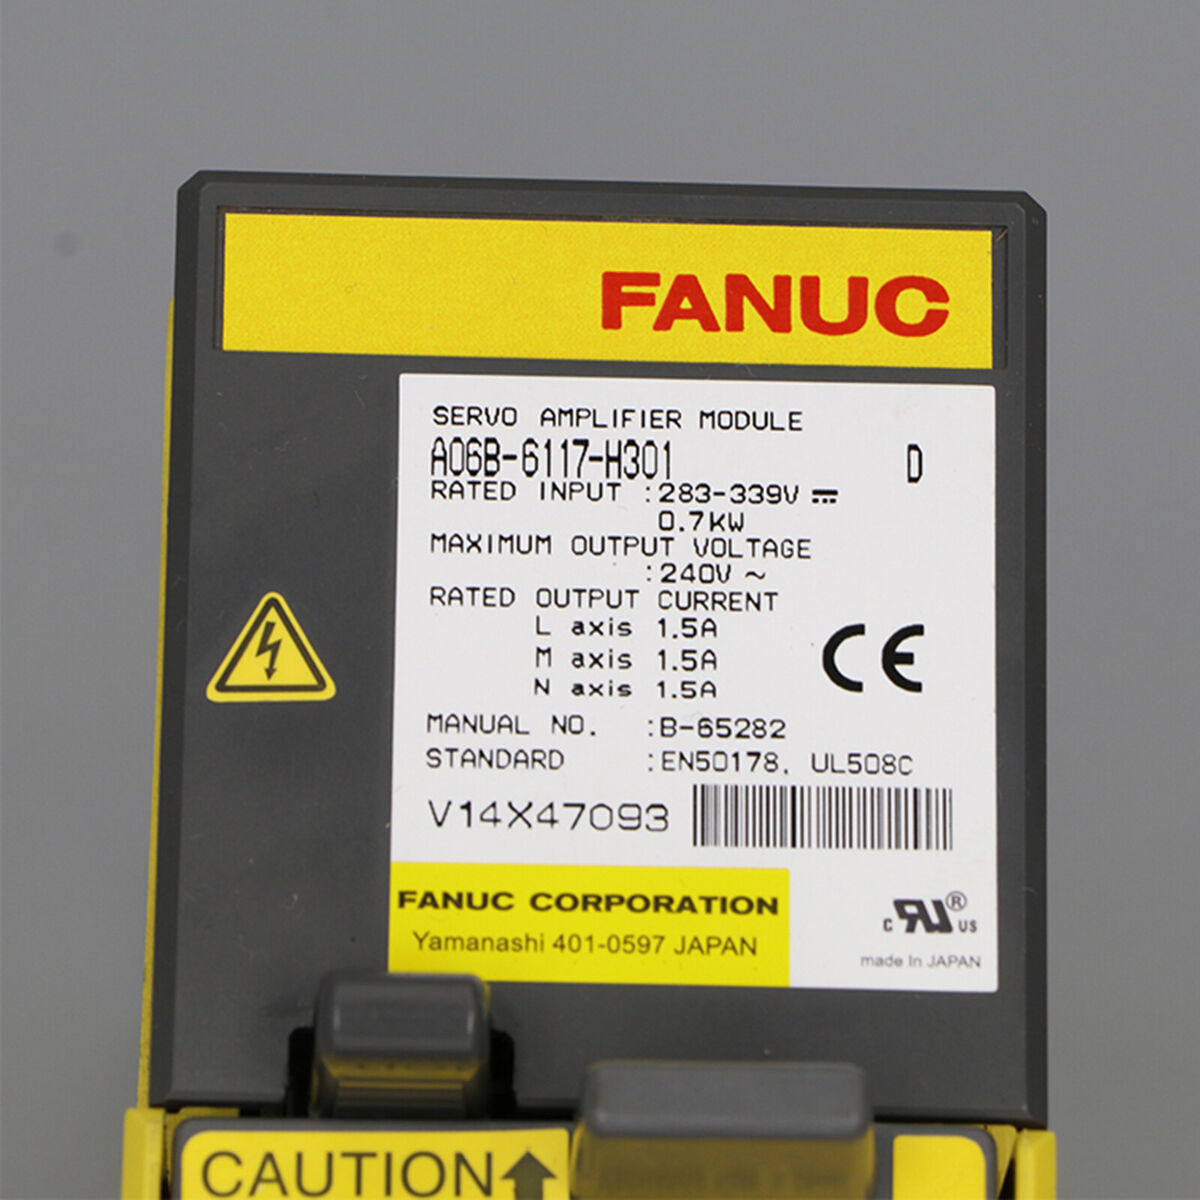 FANUC
SERVO AMPLIFIER MODULE
A06B-6117-H301 D
RATED INPUT :283-339V ⎓
0.7KW
MAXIMUM OUTPUT VOLTAGE
:240V ~
RATED OUTPUT CURRENT
L axis 1.5A
M axis 1.5A
N axis 1.5A
CE
MANUAL NO. :B-65282
STANDARD :EN50178, UL508C
V14X47093
FANUC CORPORATION
Yamanashi 401-0597 JAPAN
c RU ® US
made in JAPAN
CAUTION